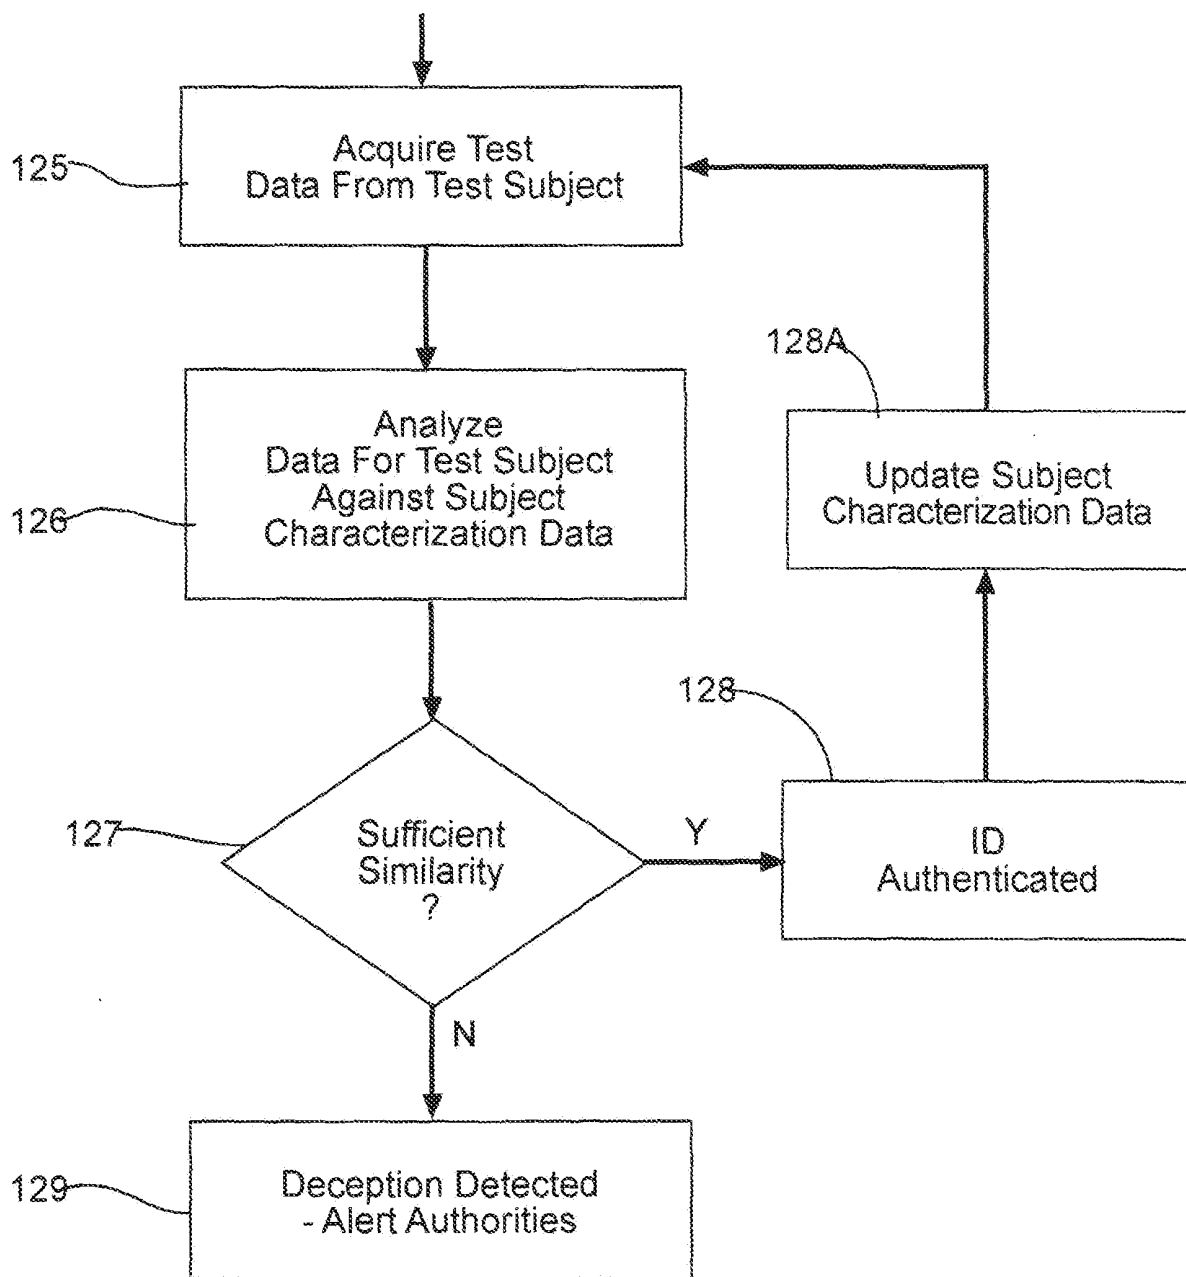 125
Acquire Test
Data From Test Subject
128A
Analyze
Data For Test Subject
Against Subject
Characterization Data
126
Update Subject
Characterization Data
128
127
Sufficient
Similarity
?
Y
ID
Authenticated
N
129
Deception Detected
- Alert Authorities